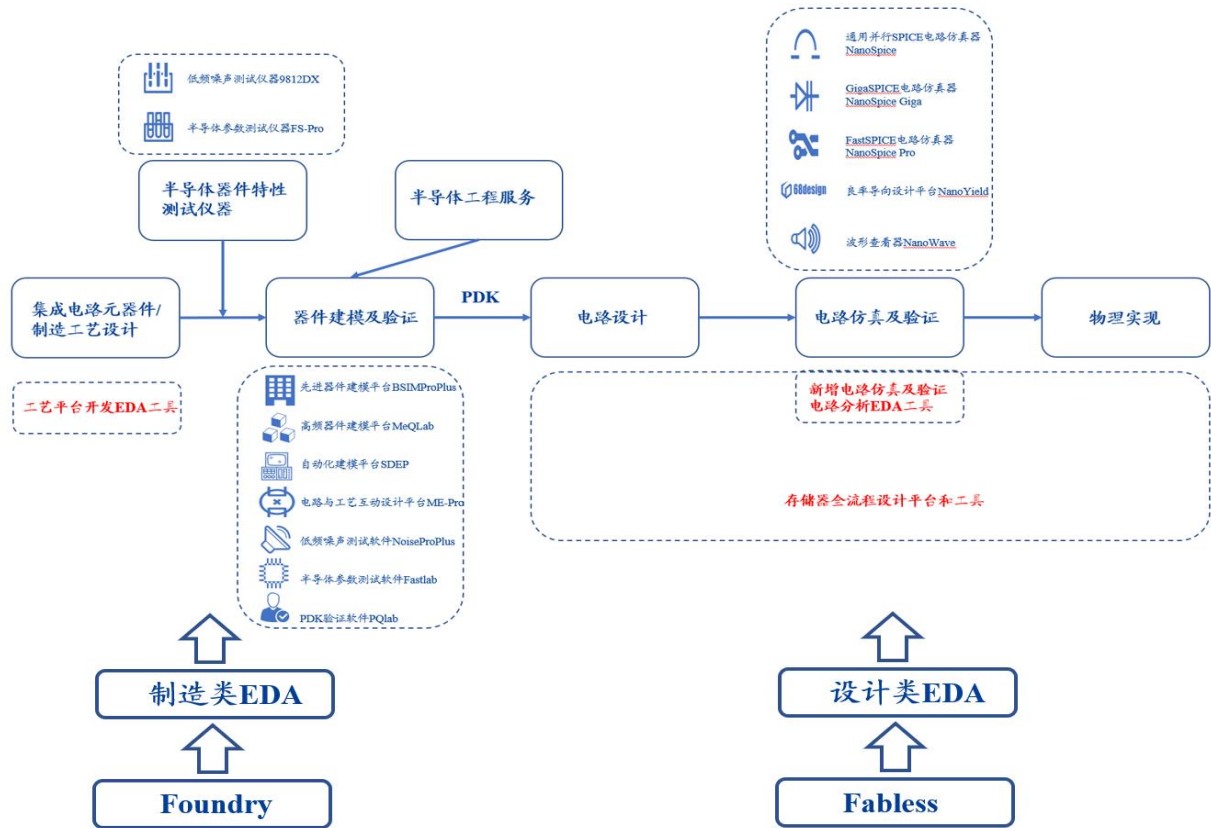 低频噪声测试仪器9812DX
半导体参数测试仪器FS-Pro
通用并行SPICE电路仿真器
NanoSpice
GigaSPICE电路仿真器
NanoSpice Giga
FastSPICE电路仿真器
NanoSpice Pro
68design
良率导向设计平台NanoYield
波形查看器NanoWave
半导体器件特性
测试仪器
半导体工程服务
集成电路元器件/
制造工艺设计
器件建模及验证
PDK
电路设计
电路仿真及验证
物理实现
工艺平台开发EDA工具
先进器件建模平台BSIMProPlus
高频器件建模平台MeQLab
自动化建模平台SDEP
电路与工艺互动设计平台ME-Pro
低频噪声测试软件NoiseProPlus
半导体参数测试软件Fastlab
PDK验证软件PQlab
新增电路仿真及验证
电路分析EDA工具
存储器全流程设计平台和工具
制造类EDA
设计类EDA
Foundry
Fabless